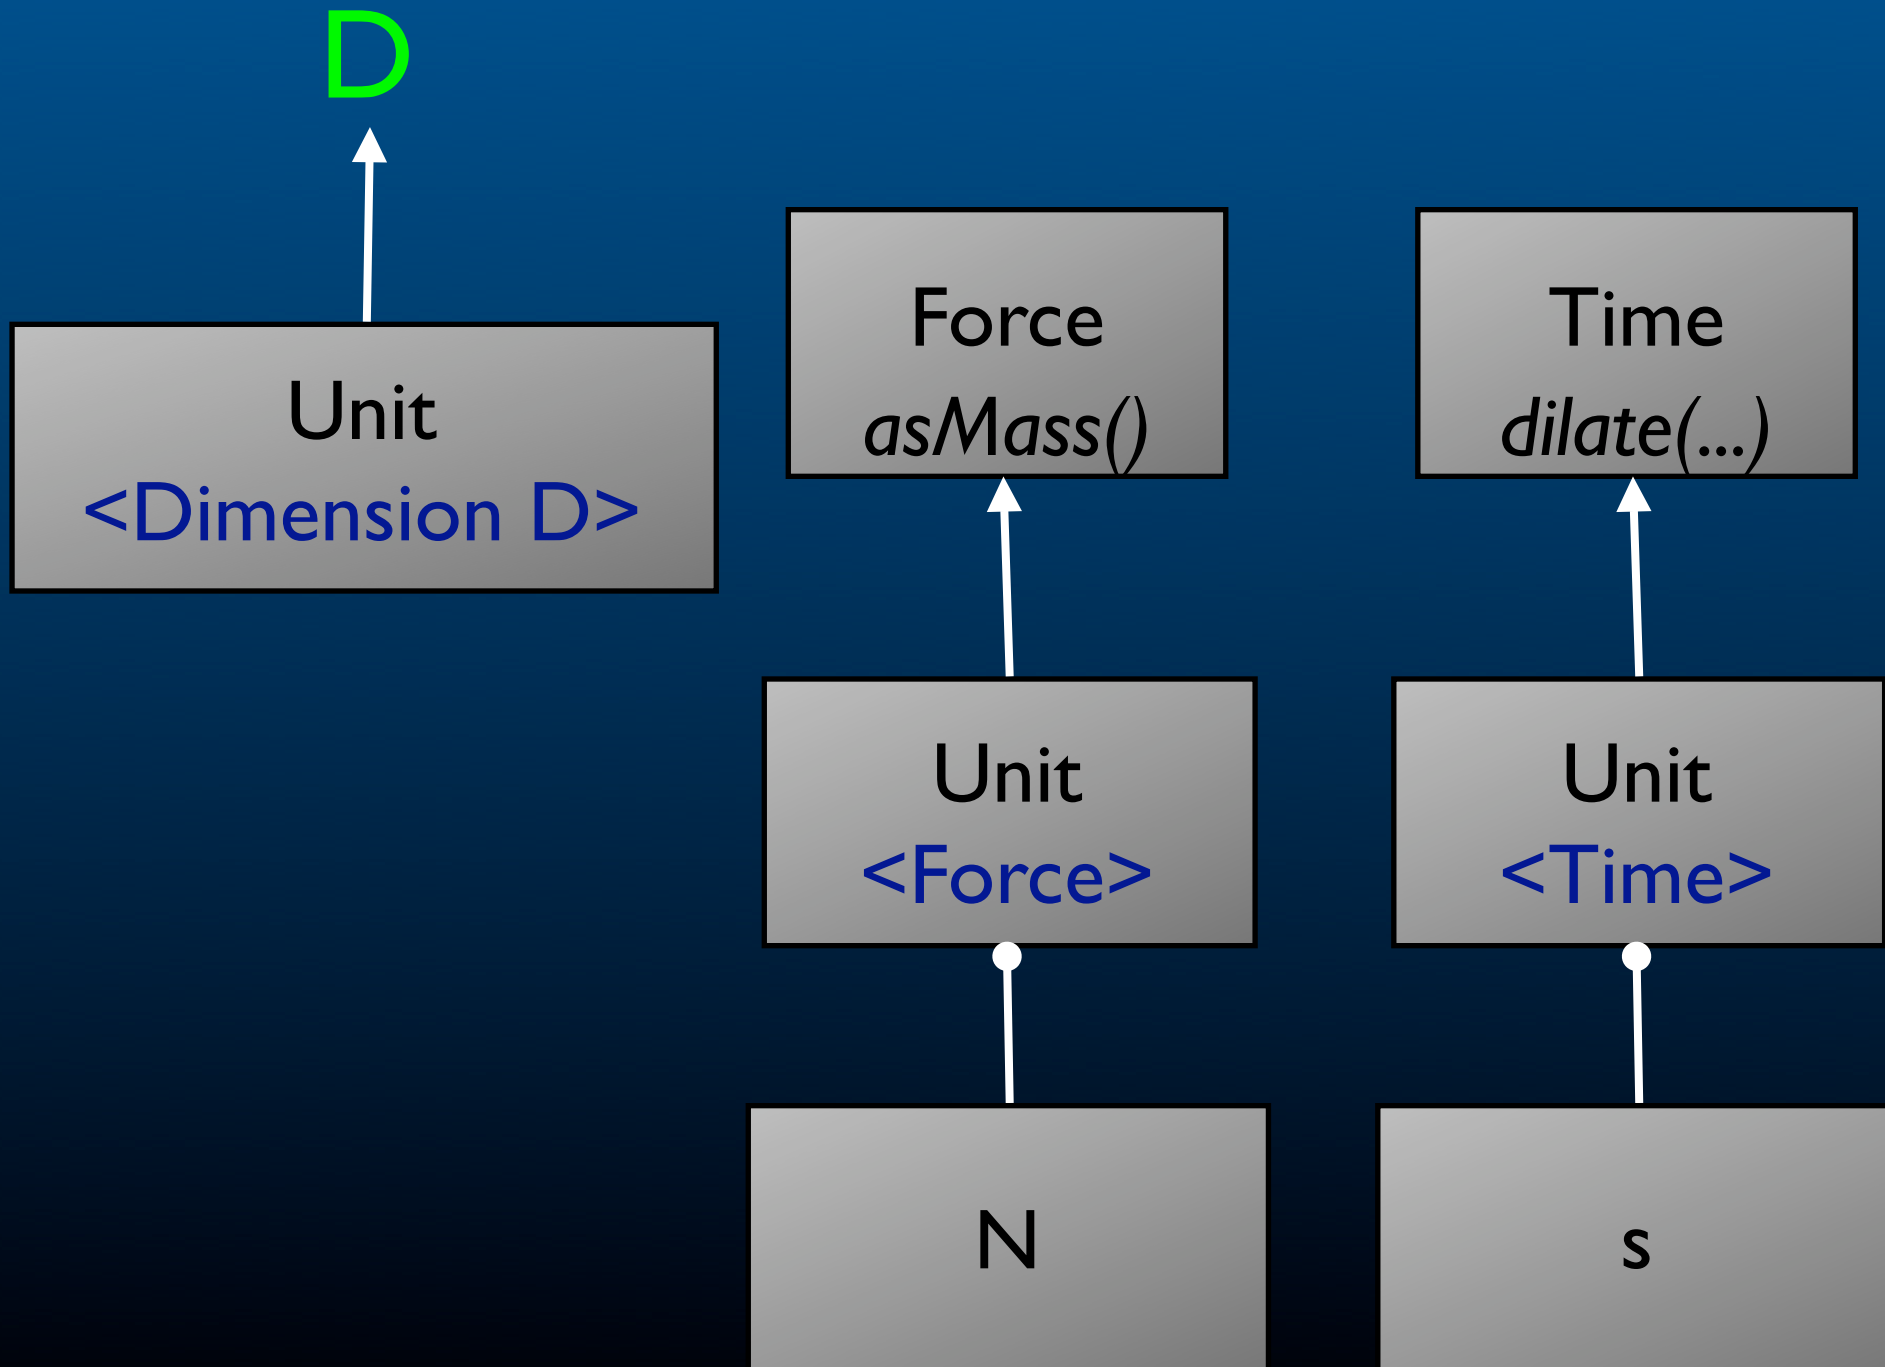 D
Unit
<Dimension D>
Force
asMass()
Time
dilate(...)
Unit
<Force>
Unit
<Time>
N
s